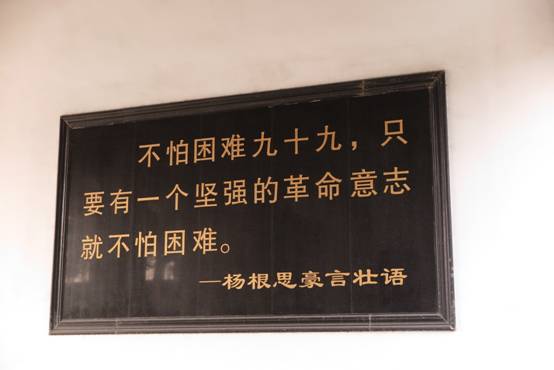 不怕困难九十九，只
要有一个坚强的革命意志
就不怕困难。
—杨根思豪言壮语